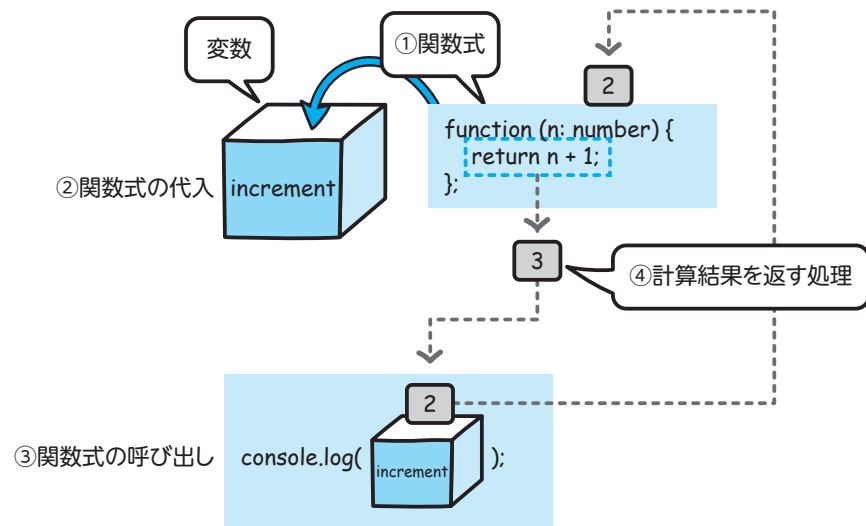 変数
①関数式
2
function (n: number) {
return n + 1;
};
②関数式の代入
increment
3
④計算結果を返す処理
2
③関数式の呼び出し
console.log(
increment
);